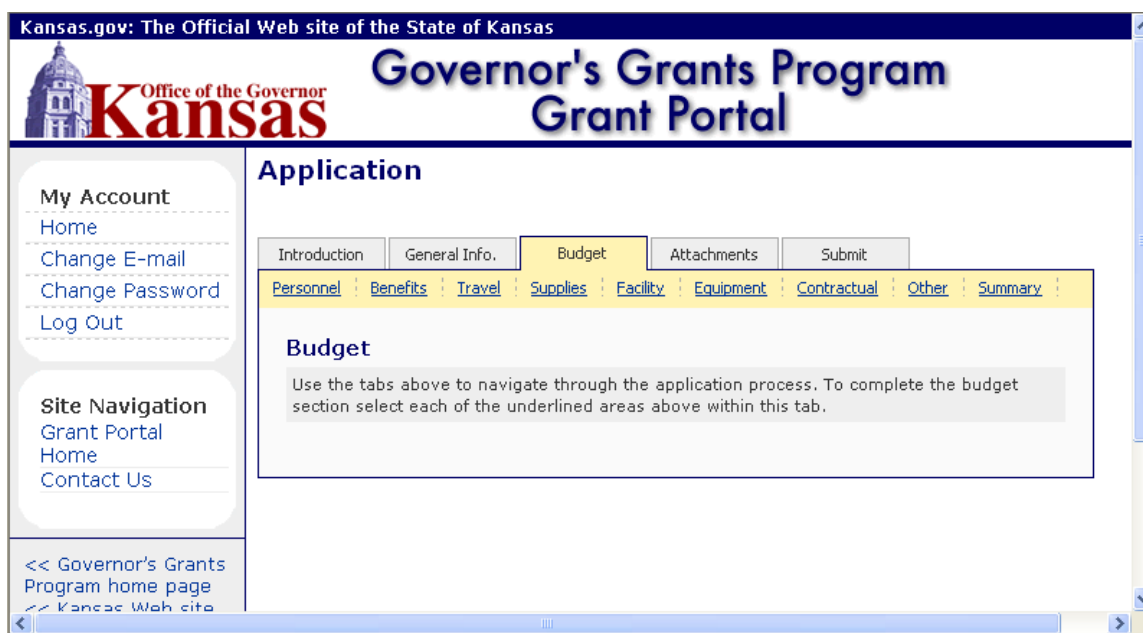 Kansas.gov: The Official Web site of the State of Kansas
Office of the Governor
Kansas
Governor's Grants Program
Grant Portal
My Account
Home
Change E-mail
Change Password
Log Out
Site Navigation
Grant Portal
Home
Contact Us
<< Governor's Grants
Program home page
<< Kansas Web site
Application
Introduction General Info. Budget Attachments Submit
Personnel Benefits Travel Supplies Facility Equipment Contractual Other Summary
Budget
Use the tabs above to navigate through the application process. To complete the budget
section select each of the underlined areas above within this tab.